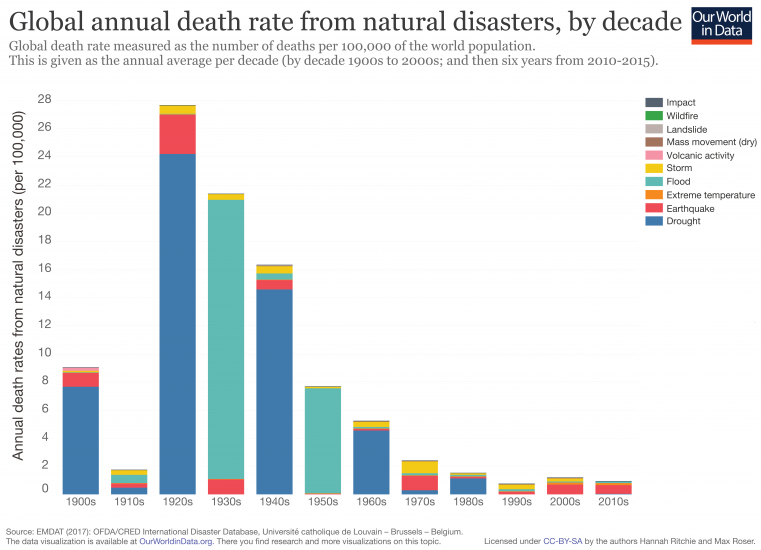 Global annual death rate from natural disasters, by decade
Our World
in Data
Global death rate measured as the number of deaths per 100,000 of the world population.
This is given as the annual average per decade (by decade 1900s to 2000s; and then six years from 2010-2015).
Annual death rates from natural disasters (per 100,000)
28
26
24
22
20
18
16
14
12
10
8
6
4
2
0
1900s 1910s 1920s 1930s 1940s 1950s 1960s 1970s 1980s 1990s 2000s 2010s
Impact
Wildfire
Landslide
Mass movement (dry)
Volcanic activity
Storm
Flood
Extreme temperature
Earthquake
Drought
Source: EMDAT (2017): OFDA/CRED International Disaster Database, Université catholique de Louvain – Brussels – Belgium.
The data visualization is available at OurWorldinData.org. There you find research and more visualizations on this topic.
Licensed under CC-BY-SA by the authors Hannah Ritchie and Max Roser.